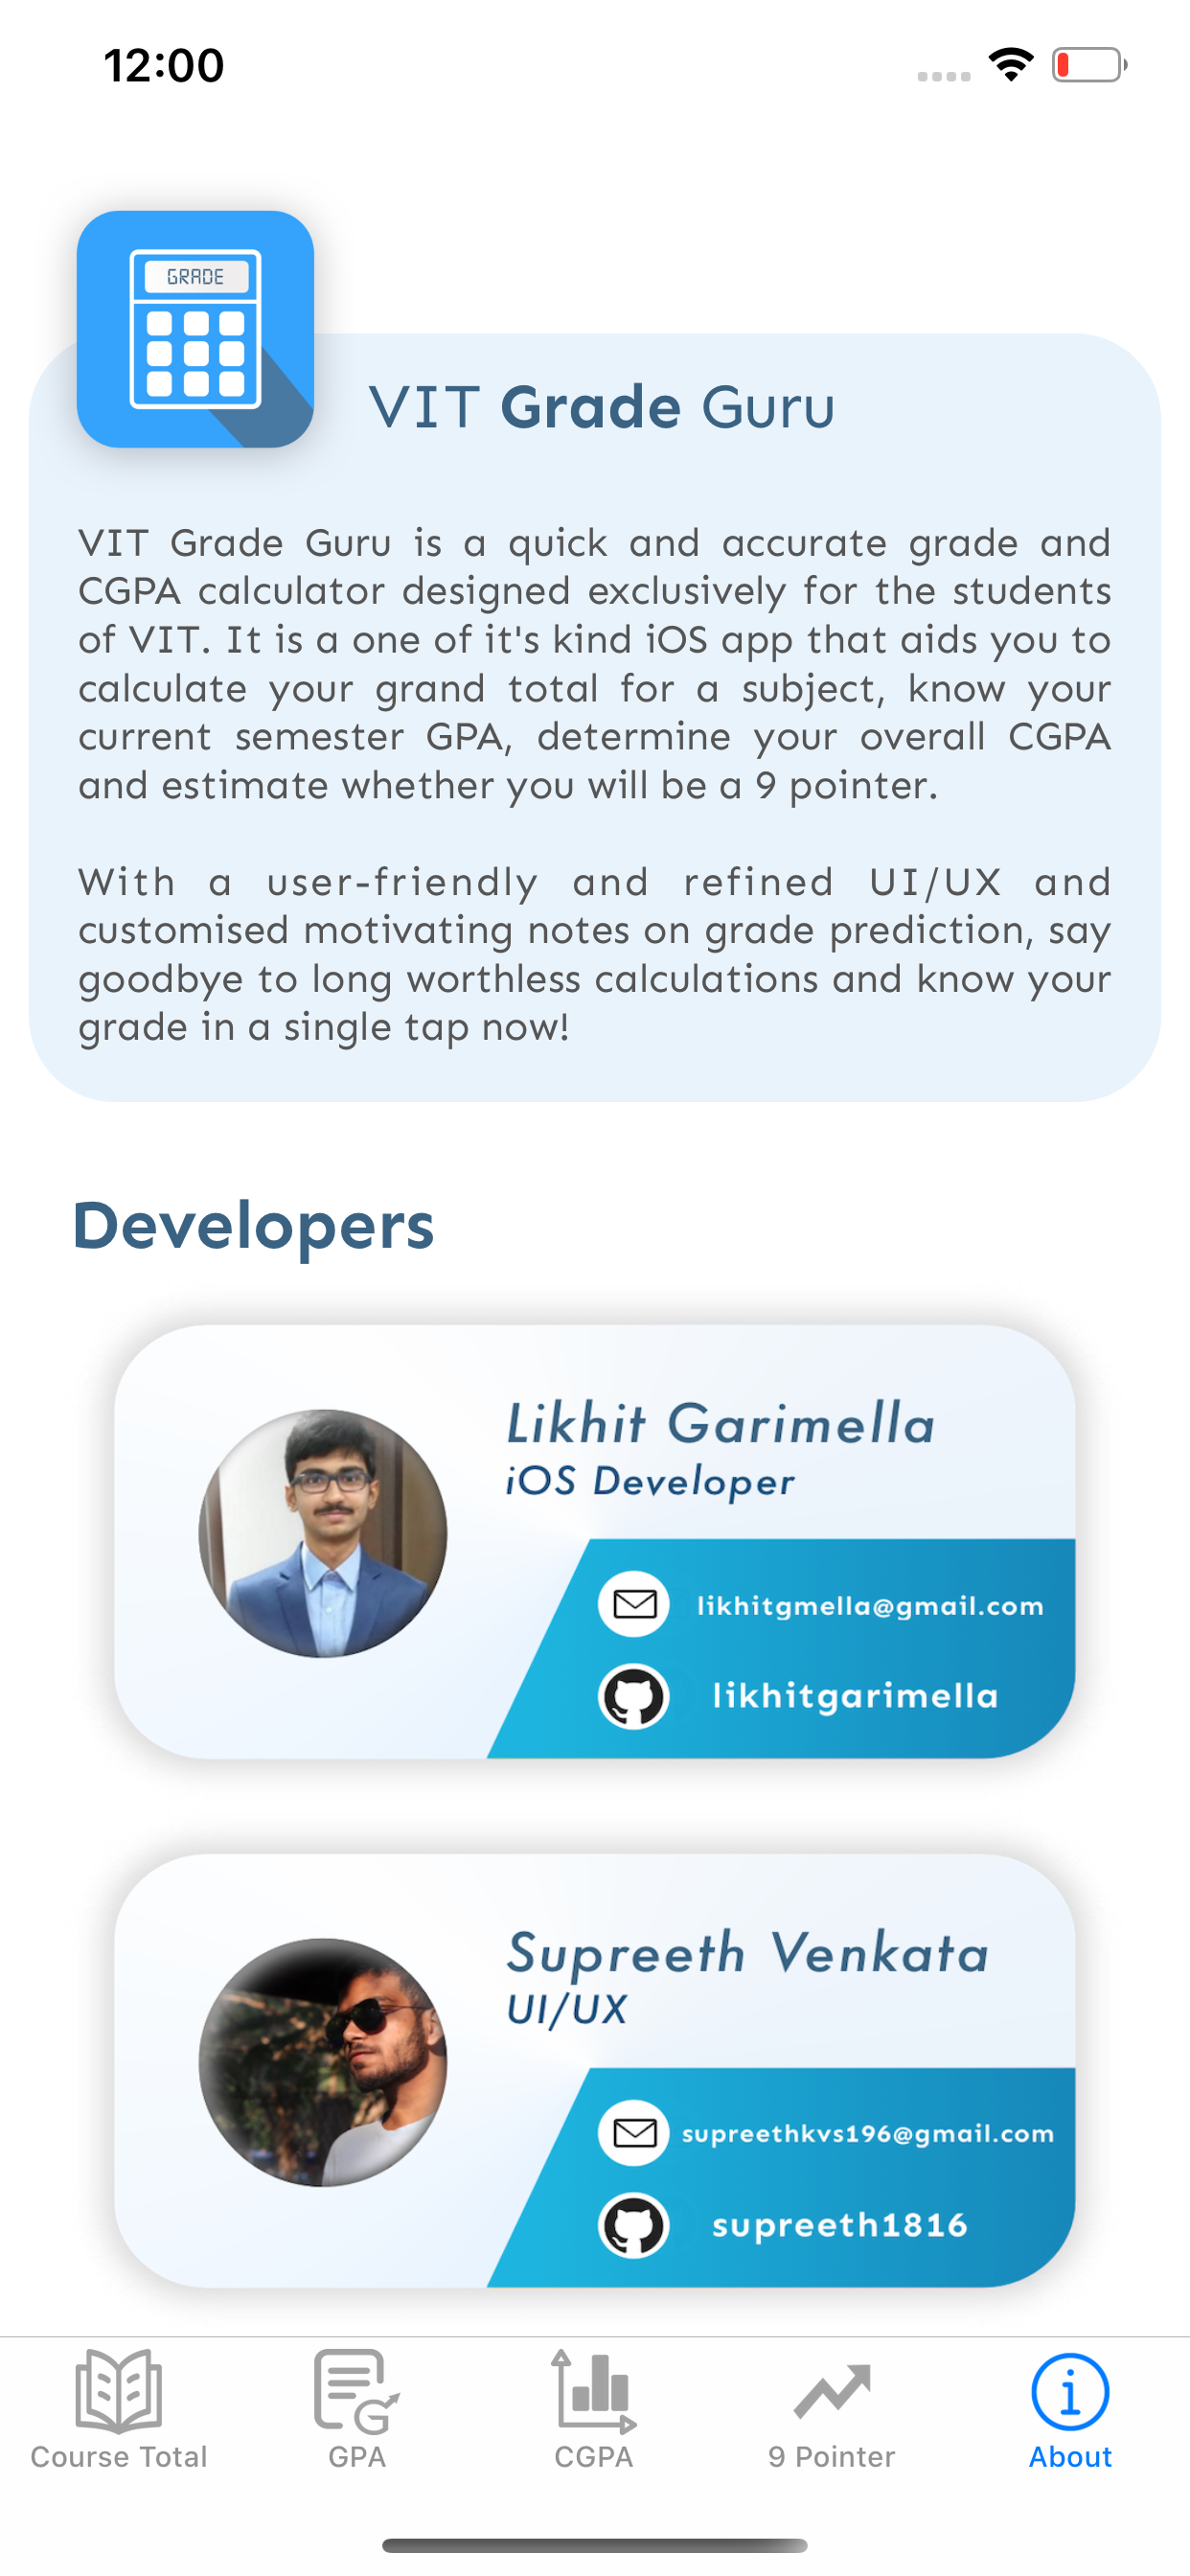 12:00
GRADE
VIT Grade Guru
VIT Grade Guru is a quick and accurate grade and
CGPA calculator designed exclusively for the students
of VIT. It is a one of it's kind iOS app that aids you to
calculate your grand total for a subject, know your
current semester GPA, determine your overall CGPA
and estimate whether you will be a 9 pointer.
With a user-friendly and refined UI/UX and
customised motivating notes on grade prediction, say
goodbye to long worthless calculations and know your
grade in a single tap now!
Developers
Likhit Garimella
iOS Developer
likhitgmella@gmail.com
likhitgarimella
Supreeth Venkata
UI/UX
supreethkvs196@gmail.com
supreeth1816
Course Total
GPA
CGPA
9 Pointer
About